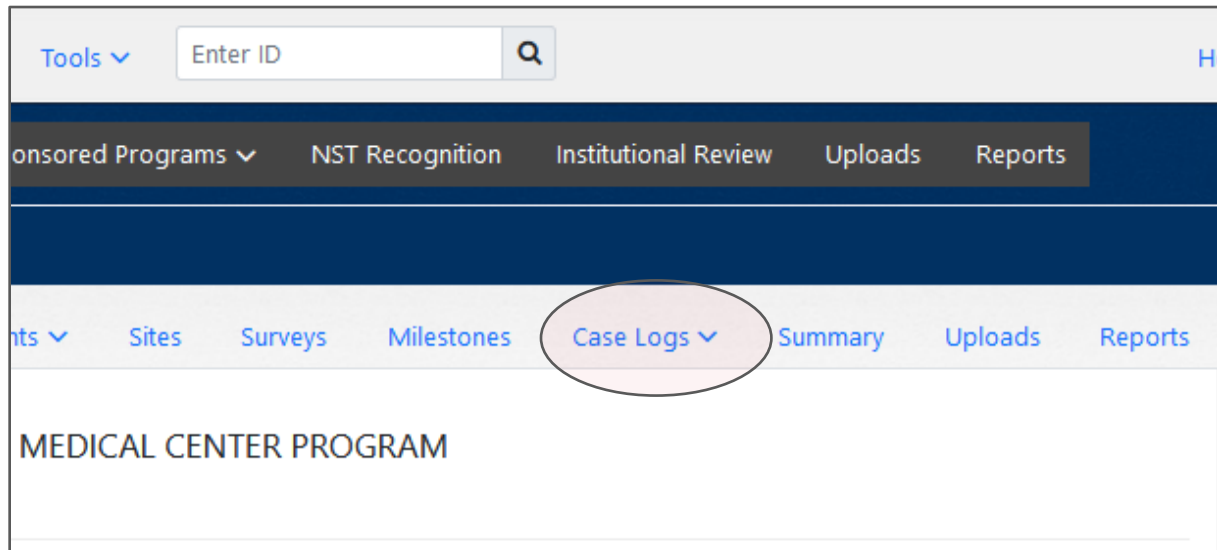 Tools Enter ID H
onsored Programs NST Recognition Institutional Review Uploads Reports
nts Sites Surveys Milestones Case Logs Summary Uploads Reports
MEDICAL CENTER PROGRAM